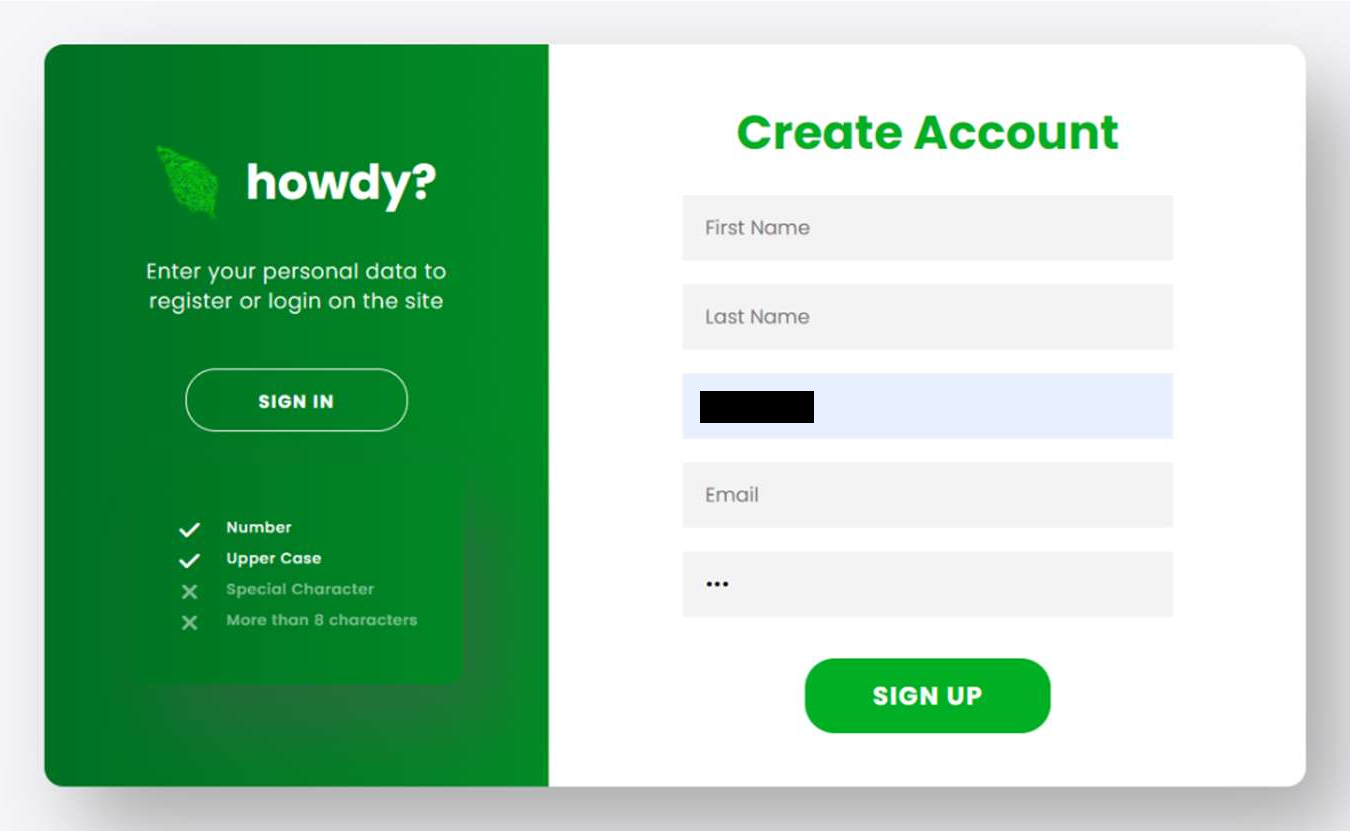 howdy?
Enter your personal data to
register or login on the site
SIGN IN
Number
Upper Case
Special Character
More than 8 characters
Create Account
First Name
Last Name
Email
•••
SIGN UP